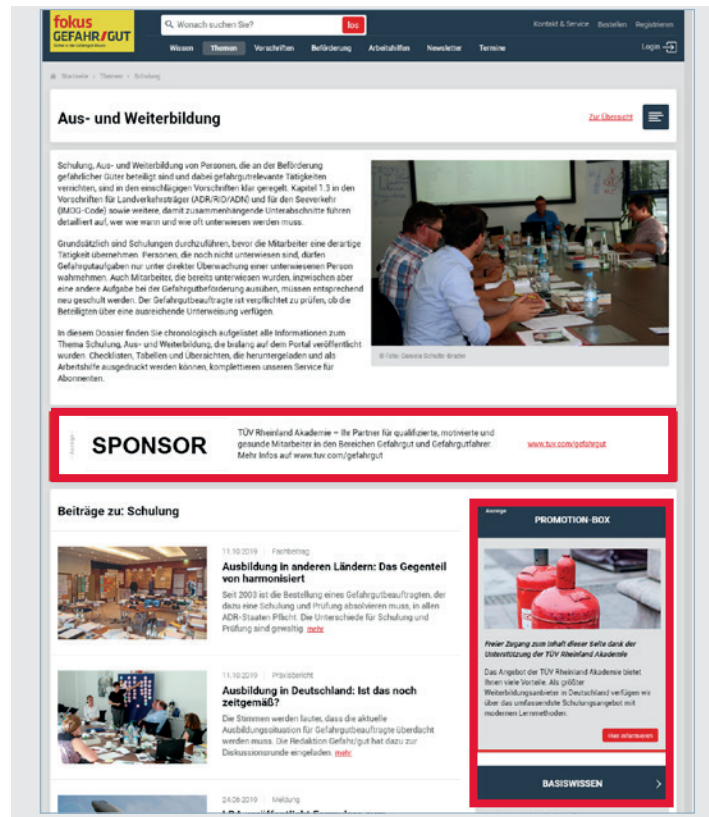 fokus
GEFAHR/GUT
Wonach suchen Sie?
los
Kontakt & Service Bestellen Registrieren
Wissen Themen Vorschriften Beförderung Arbeitshilfen Newsletter Termine
Login
Startseite › Themen › Schulung
Aus- und Weiterbildung
Zur Übersicht
Schulung, Aus- und Weiterbildung von Personen, die an der Beförderung
gefährlicher Güter beteiligt sind und dabei gefahrgutrelevante Tätigkeiten
verrichten, sind in den einschlägigen Vorschriften klar geregelt. Kapitel 1.3 in den
Vorschriften für Landverkehrsträger (ADR/RID/ADN) und für den Seeverkehr
(IMDG-Code) sowie weitere, damit zusammenhängende Unterabschnitte führen
detailliert auf, wer wie wann und wie oft unterwiesen werden muss.
Grundsätzlich sind Schulungen durchzuführen, bevor die Mitarbeiter eine derartige
Tätigkeit übernehmen. Personen, die noch nicht unterwiesen sind, dürfen
Gefahrgutaufgaben nur unter direkter Überwachung einer unterwiesenen Person
wahrnehmen. Auch Mitarbeiter, die bereits unterwiesen wurden, inzwischen aber
eine andere Aufgabe bei der Gefahrgutbeförderung ausüben, müssen entsprechend
neu geschult werden. Der Gefahrgutbeauftragte ist verpflichtet zu prüfen, ob die
Beteiligten über eine ausreichende Unterweisung verfügen.
In diesem Dossier finden Sie chronologisch aufgelistet alle Informationen zum
Thema Schulung, Aus- und Weiterbildung, die bislang auf dem Portal veröffentlicht
wurden. Checklisten, Tabellen und Übersichten, die heruntergeladen und als
Arbeitshilfe ausgedruckt werden können, komplettieren unseren Service für
Abonnenten.
© Foto: Daniela Schulte-Brader
- Anzeige -
SPONSOR
TÜV Rheinland Akademie – Ihr Partner für qualifizierte, motivierte und
gesunde Mitarbeiter in den Bereichen Gefahrgut und Gefahrgutfahrer.
Mehr Infos auf www.tuv.com/gefahrgut
www.tuv.com/gefahrgut
Beiträge zu: Schulung
11.10.2019 | Fachbeitrag
Ausbildung in anderen Ländern: Das Gegenteil
von harmonisiert
Seit 2003 ist die Bestellung eines Gefahrgutbeauftragten, der
dazu eine Schulung und Prüfung absolvieren muss, in allen
ADR-Staaten Pflicht. Die Unterschiede für Schulung und
Prüfung sind gewaltig. mehr
11.10.2019 | Praxisbericht
Ausbildung in Deutschland: Ist das noch
zeitgemäß?
Die Stimmen werden lauter, dass die aktuelle
Ausbildungssituation für Gefahrgutbeauftragte überdacht
werden muss. Die Redaktion Gefahr/gut hat dazu zur
Diskussionsrunde eingeladen. mehr
24.06.2019 | Meldung
Anzeige
PROMOTION-BOX
Freier Zugang zum Inhalt dieser Seite dank der
Unterstützung der TÜV Rheinland Akademie
Das Angebot der TÜV Rheinland Akademie bietet
Ihnen viele Vorteile. Als größter
Weiterbildungsanbieter in Deutschland verfügen wir
über das umfassendste Schulungsangebot mit
modernen Lernmethoden.
Hier informieren
BASISWISSEN